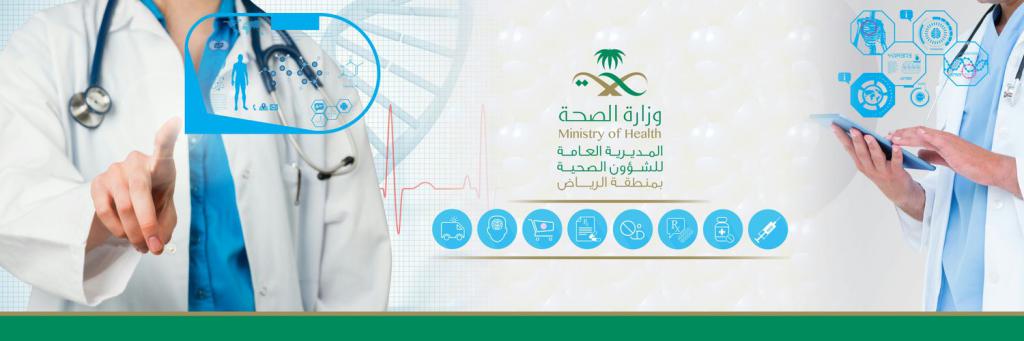 وزارة الصحة
Ministry of Health
المديرية العامة
للشؤون الصحية
بمنطقة الرياض